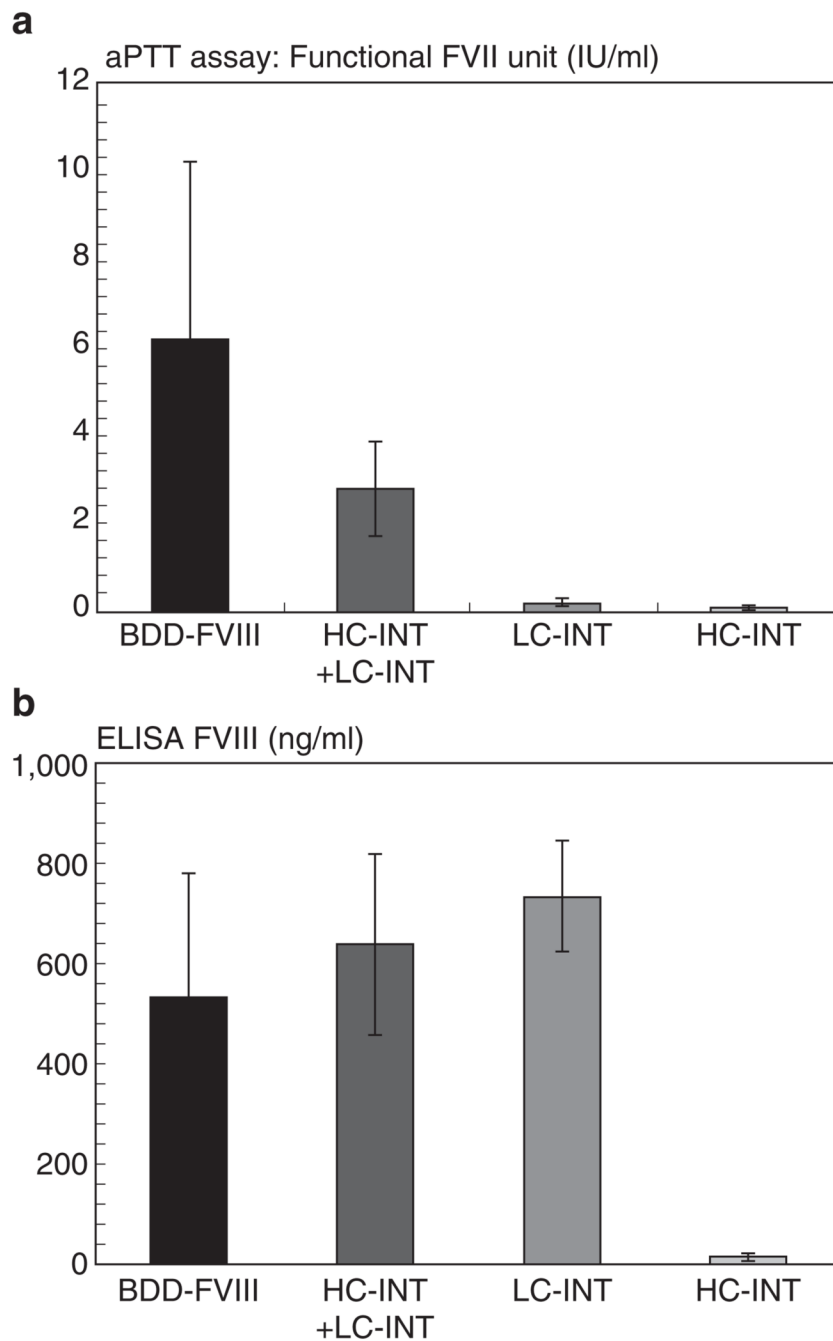 a
aPTT assay: Functional FVII unit (IU/ml)
12
10
8
6
4
2
0
BDD-FVIII
HC-INT
+LC-INT
LC-INT
HC-INT
b
ELISA FVIII (ng/ml)
1,000
800
600
400
200
0
BDD-FVIII
HC-INT
+LC-INT
LC-INT
HC-INT